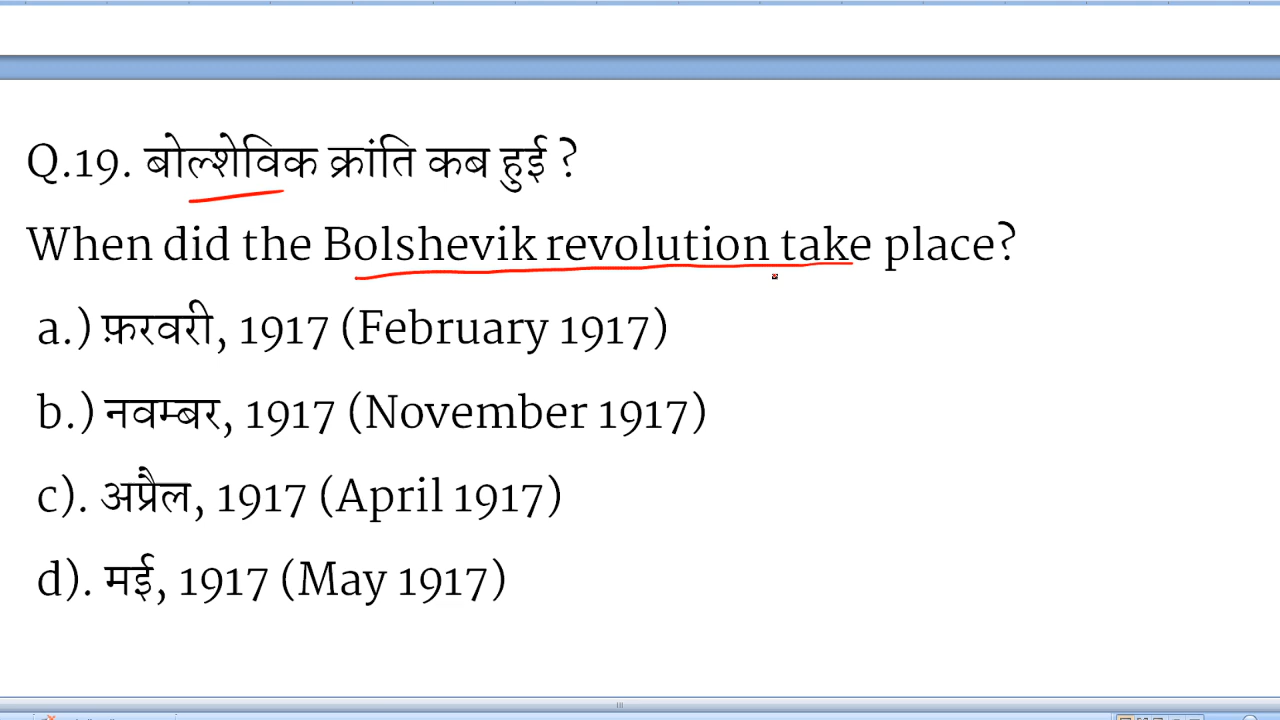 Q.19. बोल्शेविक क्रांति कब हुई ?
When did the Bolshevik revolution take place?
a.) फ़रवरी, 1917 (February 1917)
b.) नवम्बर, 1917 (November 1917)
c). अप्रैल, 1917 (April 1917)
d). मई, 1917 (May 1917)